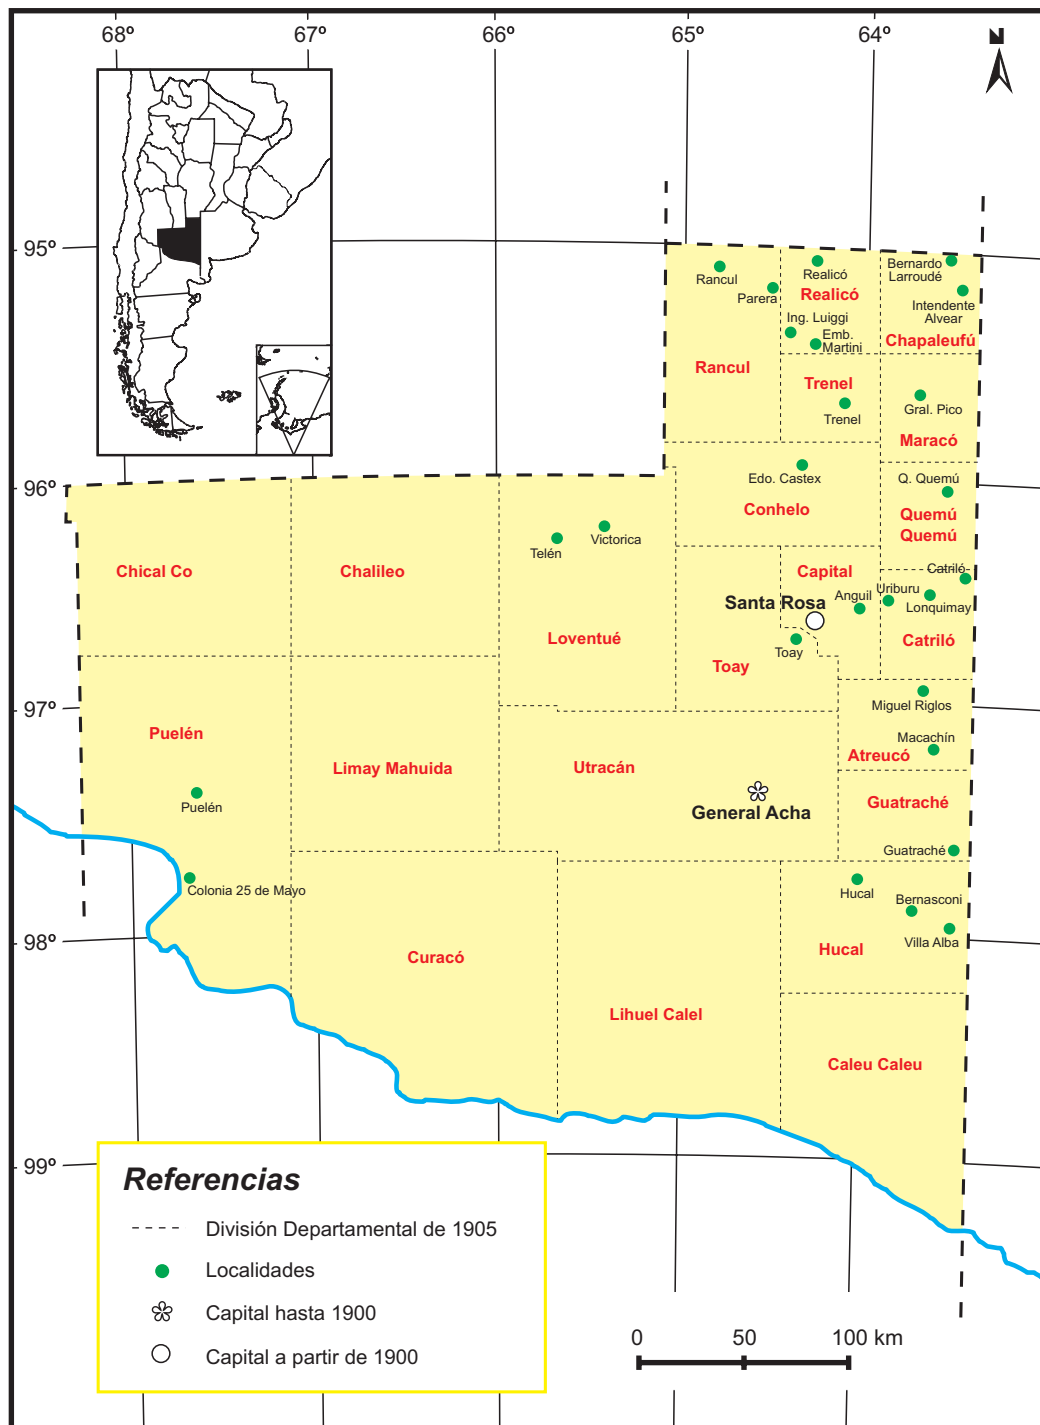 68º 67º 66º 65º 64º
N
95º
96º
97º
98º
99º
Rancul
Parera
Realicó
Realicó
Ing. Luiggi
Emb.
Martini
Bernardo
Larroudé
Intendente
Alvear
Chapaleufú
Rancul
Trenel
Trenel
Gral. Pico
Maracó
Edo. Castex
Conhelo
Q. Quemú
Quemú
Quemú
Telén
Victorica
Chical Co
Chalileo
Loventué
Capital
Santa Rosa
Anguil
Uriburu
Catriló
Lonquimay
Catriló
Toay
Toay
Miguel Riglos
Macachín
Atreucó
Puelén
Limay Mahuida
Utracán
Puelén
General Acha
Guatraché
Guatraché
Colonia 25 de Mayo
Hucal
Bernasconi
Villa Alba
Hucal
Curacó
Lihuel Calel
Caleu Caleu
Referencias
División Departamental de 1905
Localidades
Capital hasta 1900
Capital a partir de 1900
0 50 100 km